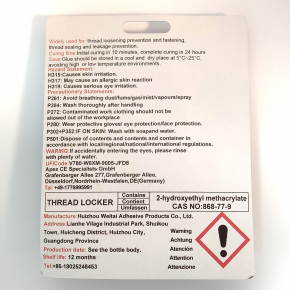 Widely used for: thread loosening prevention and fastening,
thread sealing and leakage prevention.
Curing time: Initial curing in 10 minutes, complete curing in 24 hours
Save Glue should be stored in a cool and dry place at 5°C~25°C,
avoiding high or low temperature environments.
Hazard Statement:
H315:Causes skin irritation.
H317: May cause an allergic skin reaction
H319: Causes serious eye irritation.
Precautionary Statements:
P261: Avoid breathing dust/fume/gas/mist/vapours/spray
P264: Wash thoroughly after handling
P272: Contaminated work clothing should not be
allowed out of the workplace
P280: Wear protective gloves/ eye protection/face protection.
P302+P352:IF ON SKIN: Wash with soap and water.
P501:Dispose of contents and contents and container in
accordance with local/regional/national/international regulations.
WARING: If accidentally entering the eyes, please rinse
with plenty of water.
UFICode: V780-W0XM-0005-JFD8
Apex CE Specialists GmbH
Grafenberger Allee 277,Grafenberger Allee,
Düsseldorf,Nordrhein-Westfalen,DE(Germany)
Tel: +49-1776995991
THREAD LOCKER
Contains
Content
Umfassen
2-hydroxyethyl methacrylate
CAS NO:868-77-9
Manufacture: Huizhou Weitai Adhesive Products Co., Ltd.
Address:Lianhe Vilage Industrial Park, Shuikou
Town, Huicheng District, Huizhou City,
Guangdong Province
Production date: See the bottle body.
Shelf life: 12 months
Tel:+86-18025248453
Warning
Achtung
Atención
Attention
Attenzione